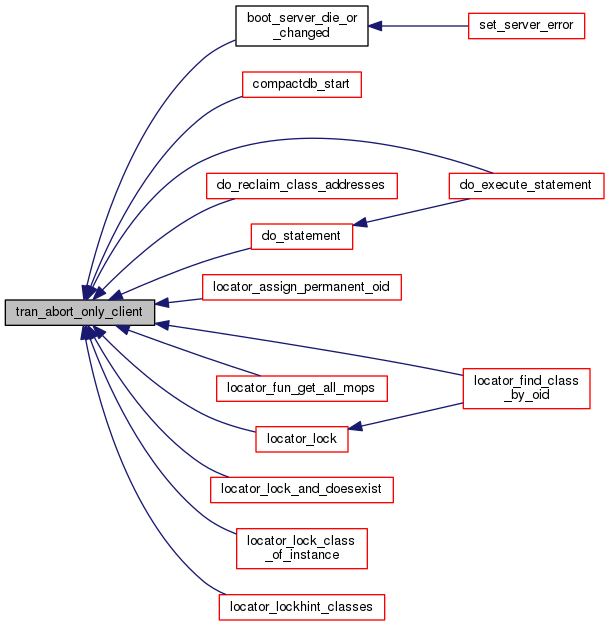 boot_server_die_or
_changed
set_server_error
compactdb_start
do_reclaim_class_addresses
do_execute_statement
do_statement
locator_assign_permanent_oid
tran_abort_only_client
locator_fun_get_all_mops
locator_find_class
_by_oid
locator_lock
locator_lock_and_doesexist
locator_lock_class
_of_instance
locator_lockhint_classes